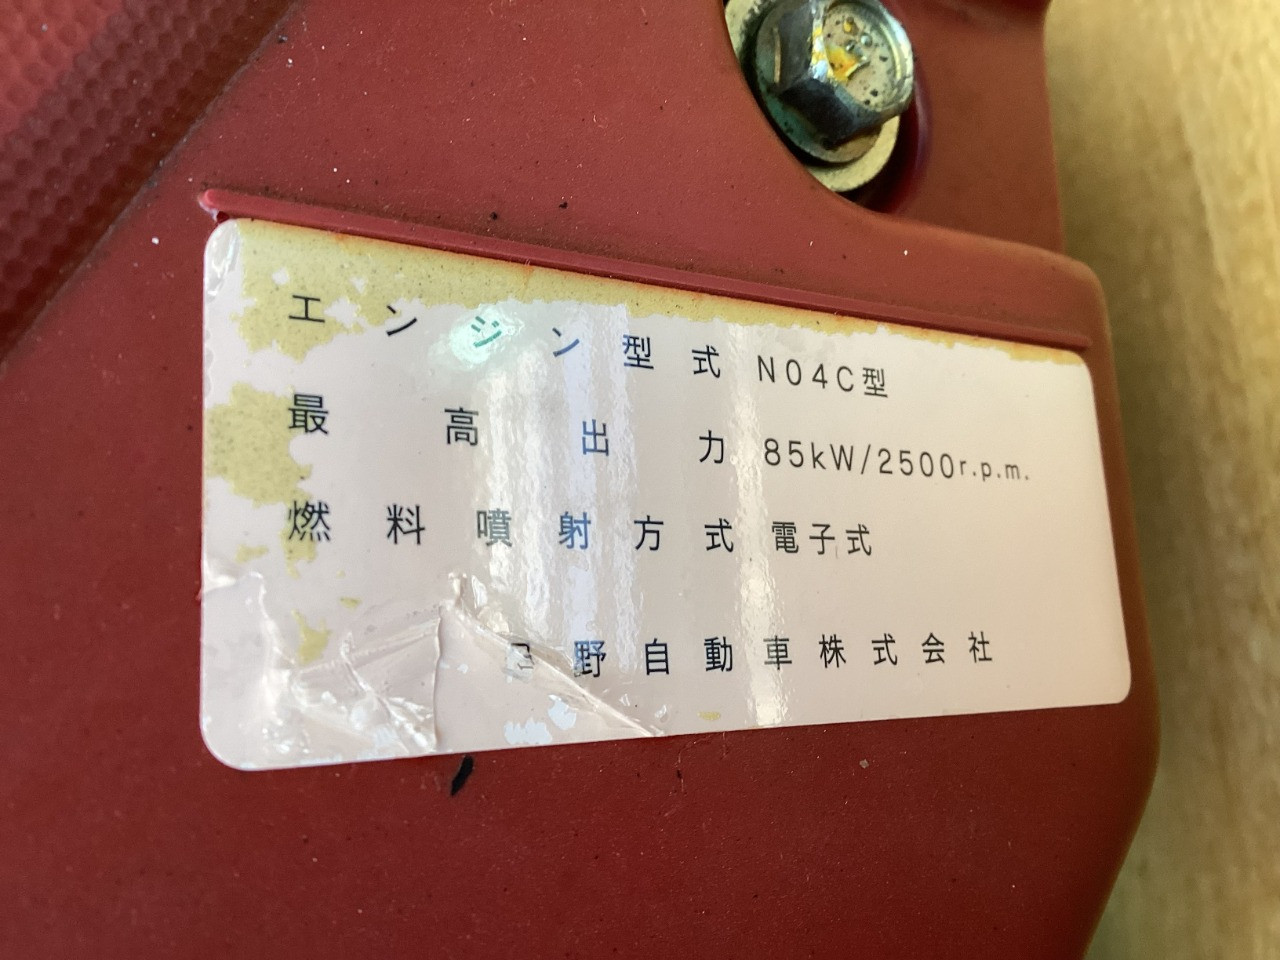 エンジン型式 N04C型
最高出力 85kW/2500r.p.m.
燃料噴射方式 電子式
日野自動車株式会社